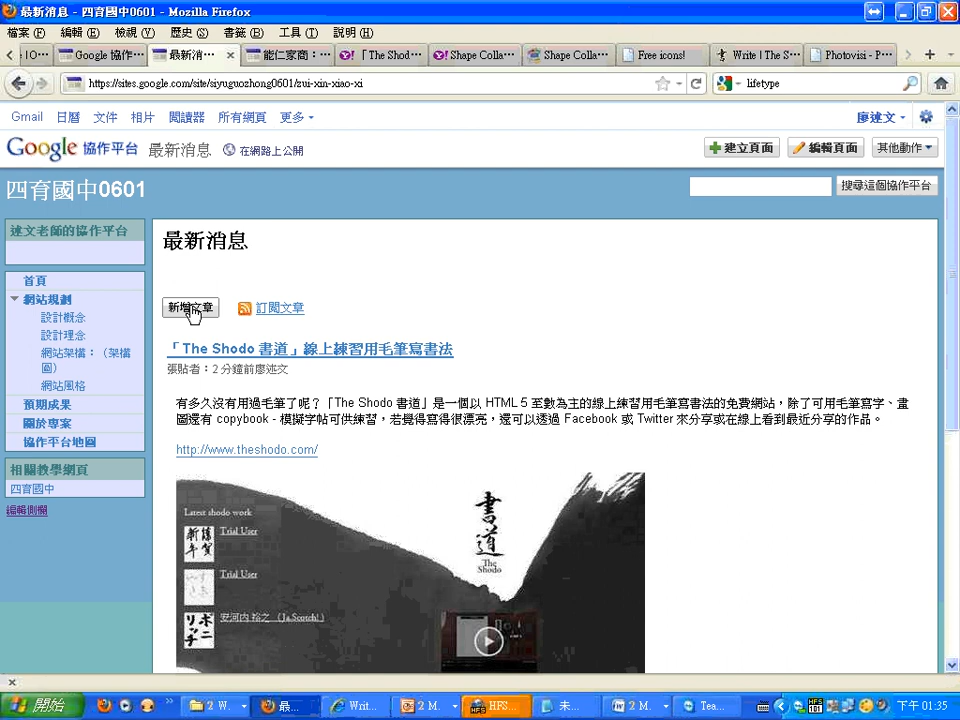 最新消息 - 四育國中0601 - Mozilla Firefox
檔案(F) 編輯(E) 檢視(V) 歷史(S) 書籤(B) 工具(T) 說明(H)
Google 協作… 最新消… 能仁家商：… 「The Shod… Shape Colla… Shape Colla… Free icons! Write | The S… Photovisi - P…
https://sites.google.com/site/siyuguozhong0601/zui-xin-xiao-xi
lifetype
Gmail 日曆 文件 相片 閱讀器 所有網頁 更多
廖述文
Google 協作平台 最新消息 在網路上公開
建立頁面 編輯頁面 其他動作
四育國中0601
搜尋這個協作平台
述文老師的協作平台
首頁
網站規劃
設計概念
設計理念
網站架構：（架構圖）
網站風格
預期成果
關於專案
協作平台地圖
相關教學網頁
四育國中
編輯側欄
最新消息
新增文章 訂閱文章
「The Shodo 書道」線上練習用毛筆寫書法
張貼者：2 分鐘前廖述文
有多久沒有用過毛筆了呢？「The Shodo 書道」是一個以 HTML 5 至數為主的線上練習用毛筆寫書法的免費網站，除了可用毛筆寫字、畫
圖還有 copybook - 模擬字帖可供練習，若覺得寫得很漂亮，還可以透過 Facebook 或 Twitter 來分享或在線上看到最近分享的作品。
http://www.theshodo.com/
Latest shodo work
Trial User
Trial User
安河内 裕之 (Ja.Scotch!)
書道
The
Shodo
開始 2 W. 最… Writ… 2 M. HFS… 未… 2 M. Tea… 下午 01:35